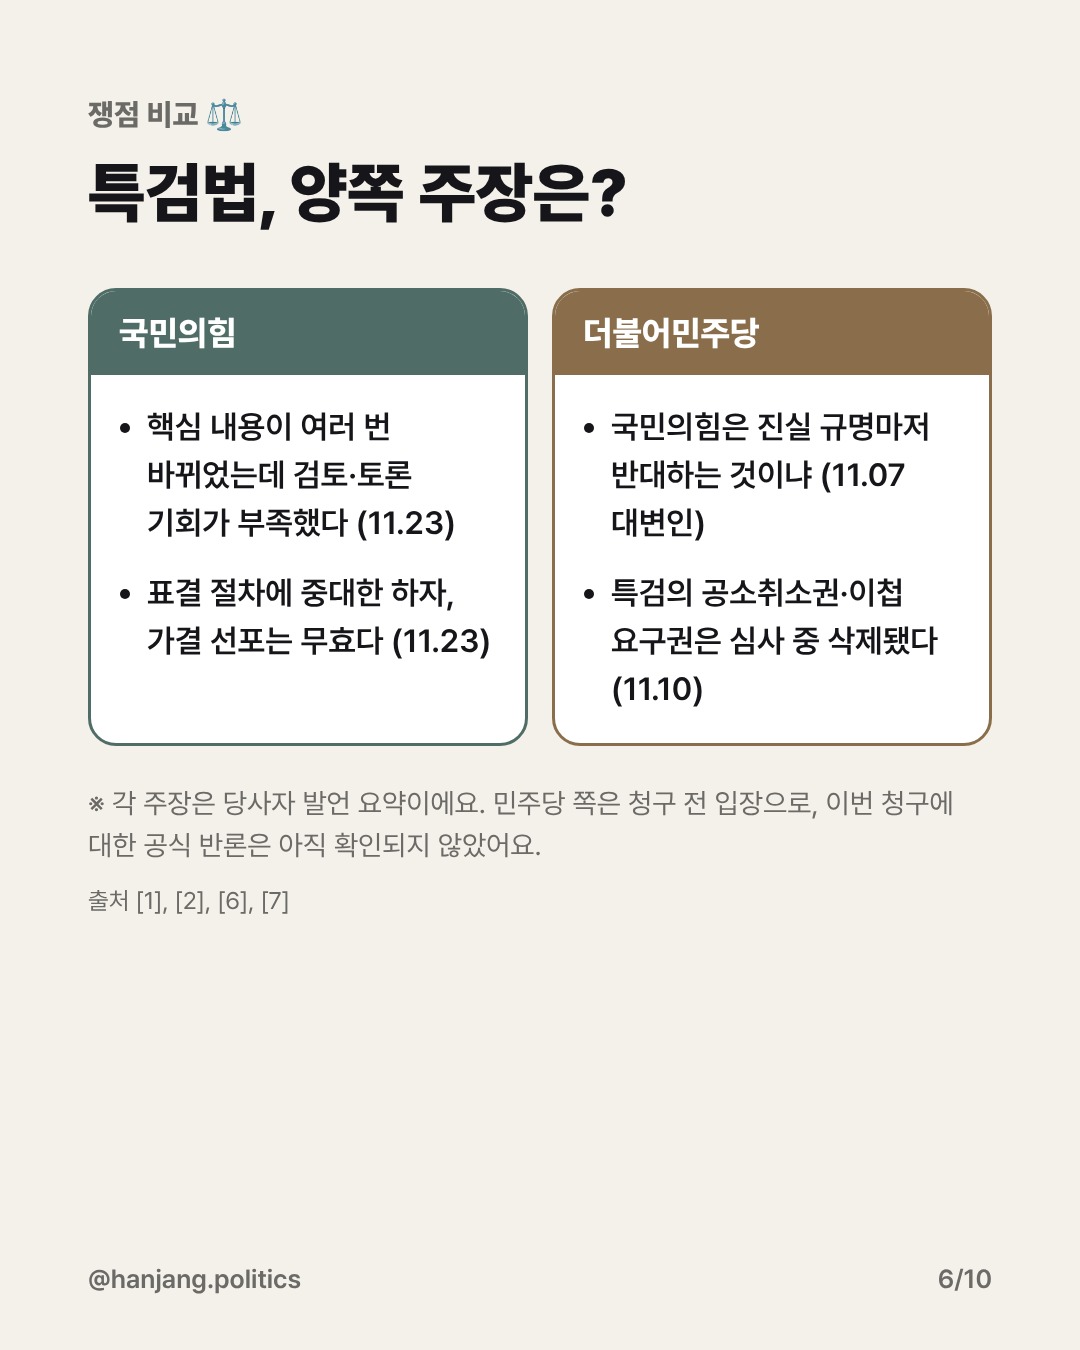 쟁점 비교 ⚖️
특검법, 양쪽 주장은?
국민의힘
• 핵심 내용이 여러 번
바뀌었는데 검토·토론
기회가 부족했다 (11.23)
• 표결 절차에 중대한 하자,
가결 선포는 무효다 (11.23)
더불어민주당
• 국민의힘은 진실 규명마저
반대하는 것이냐 (11.07
대변인)
• 특검의 공소취소권·이첩
요구권은 심사 중 삭제됐다
(11.10)
※ 각 주장은 당사자 발언 요약이에요. 민주당 쪽은 청구 전 입장으로, 이번 청구에
대한 공식 반론은 아직 확인되지 않았어요.
출처 [1], [2], [6], [7]
@hanjang.politics
6/10